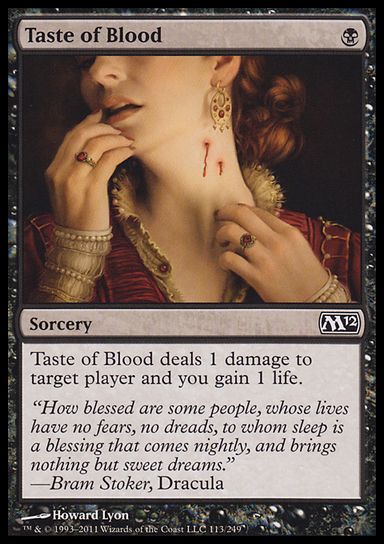 Taste of Blood
Sorcery
M12
Taste of Blood deals 1 damage to
target player and you gain 1 life.
“How blessed are some people, whose lives
have no fears, no dreads, to whom sleep is
a blessing that comes nightly, and brings
nothing but sweet dreams.”
—Bram Stoker, Dracula
Howard Lyon
™ & © 1993–2011 Wizards of the Coast LLC 113/249